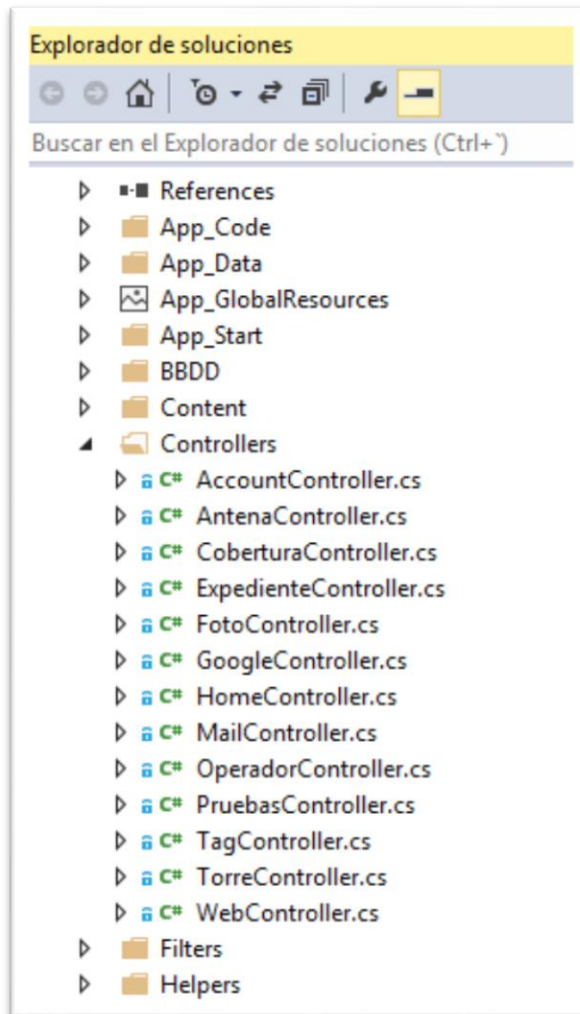 Explorador de soluciones
Buscar en el Explorador de soluciones (Ctrl+`)
References
App_Code
App_Data
App_GlobalResources
App_Start
BBDD
Content
Controllers
C# AccountController.cs
C# AntenaController.cs
C# CoberturaController.cs
C# ExpedienteController.cs
C# FotoController.cs
C# GoogleController.cs
C# HomeController.cs
C# MailController.cs
C# OperadorController.cs
C# PruebasController.cs
C# TagController.cs
C# TorreController.cs
C# WebController.cs
Filters
Helpers